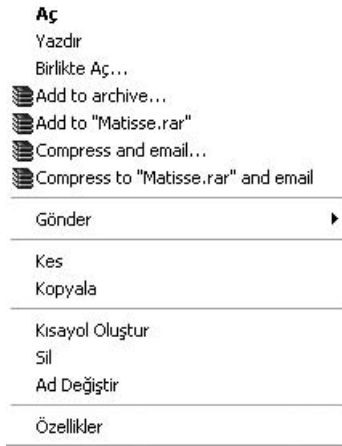 Aç
Yazdır
Birlikte Aç...
Add to archive...
Add to "Matisse.rar"
Compress and email...
Compress to "Matisse.rar" and email
Gönder
Kes
Kopyala
Kısayol Oluştur
Sil
Ad Değiştir
Özellikler